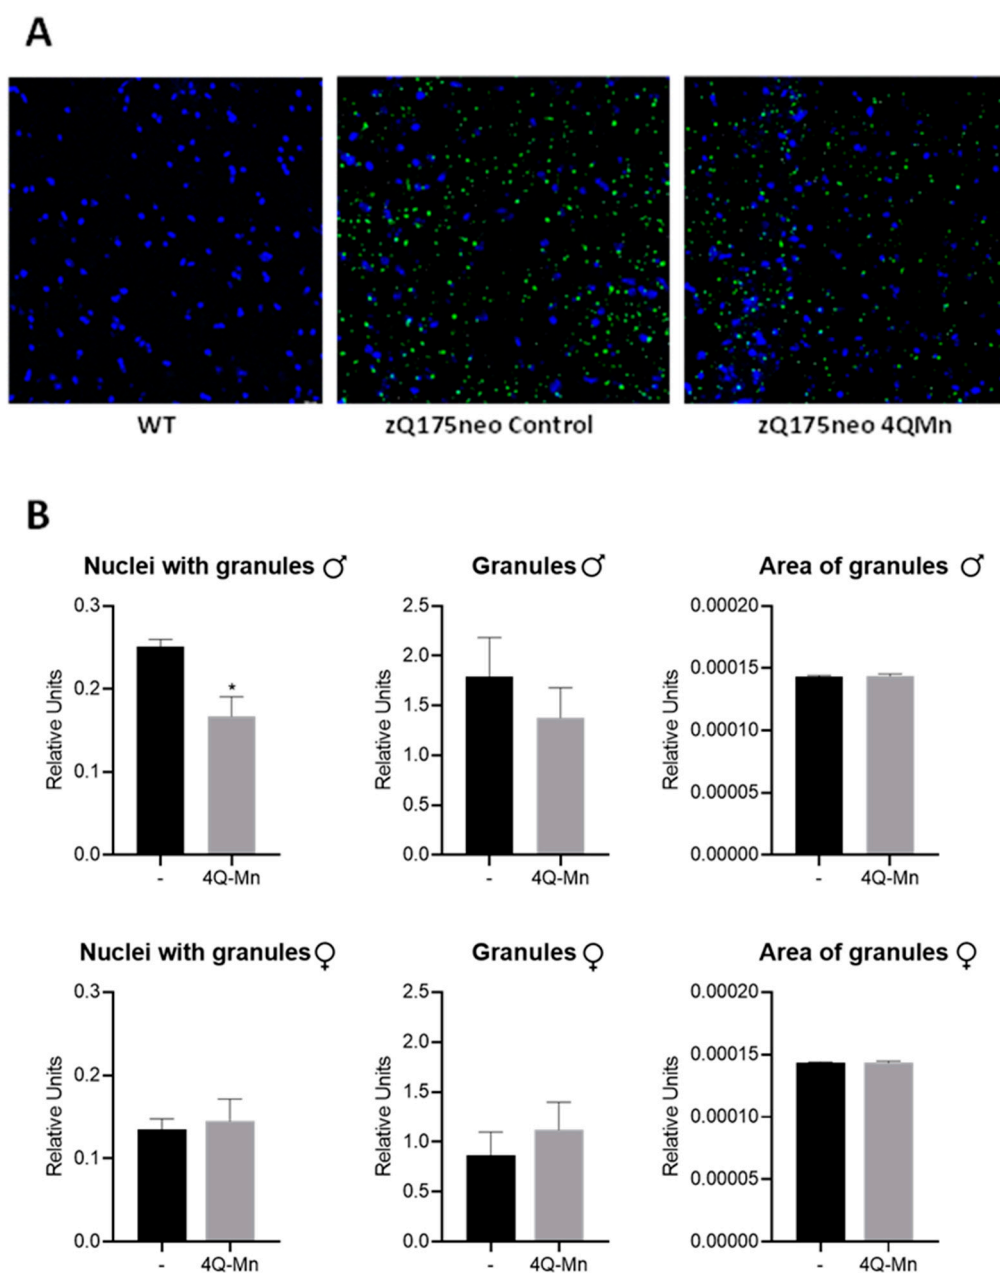 A
WT
zQ175neo Control
zQ175neo 4QMn
B
Nuclei with granules ♂
Relative Units
0.3
0.2
0.1
0.0
*
-
4Q-Mn
Granules ♂
Relative Units
2.5
2.0
1.5
1.0
0.5
0.0
-
4Q-Mn
Area of granules ♂
Relative Units
0.00020
0.00015
0.00010
0.00005
0.00000
-
4Q-Mn
Nuclei with granules ♀
Relative Units
0.3
0.2
0.1
0.0
-
4Q-Mn
Granules ♀
Relative Units
2.5
2.0
1.5
1.0
0.5
0.0
-
4Q-Mn
Area of granules ♀
Relative Units
0.00020
0.00015
0.00010
0.00005
0.00000
-
4Q-Mn